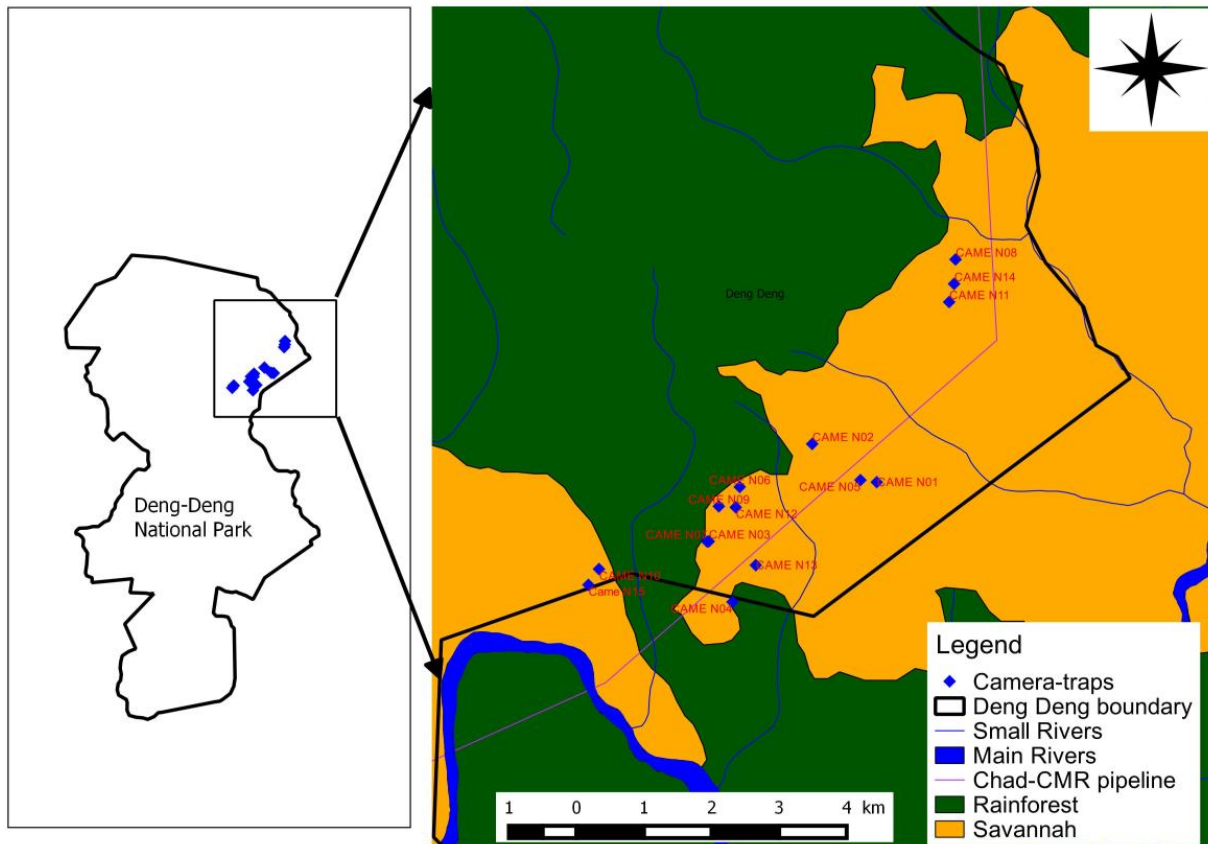 Deng-Deng
National Park
CAME N08
CAME N14
CAME N11
Deng Deng
CAME N02
CAME N06
CAME N05
CAME N01
CAME N09
CAME N12
CAME N03
CAME N13
CAME N10
Came N15
CAME N04
Legend
Camera-traps
Deng Deng boundary
Small Rivers
Main Rivers
Chad-CMR pipeline
Rainforest
Savannah
1 0 1 2 3 4 km